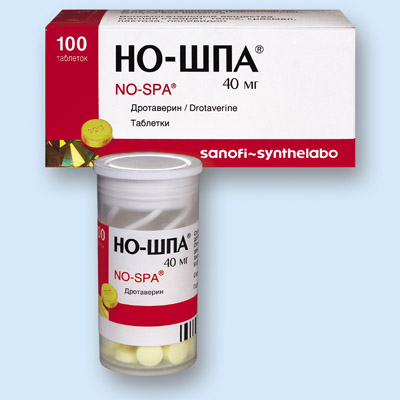 100
таблеток
НО-ШПА®
40 мг
NO-SPA®
Дротаверин / Drotaverine
Таблетки
sanofi~synthelabo
НО-ШПА®
40 мг
NO-SPA®
Дротаверин